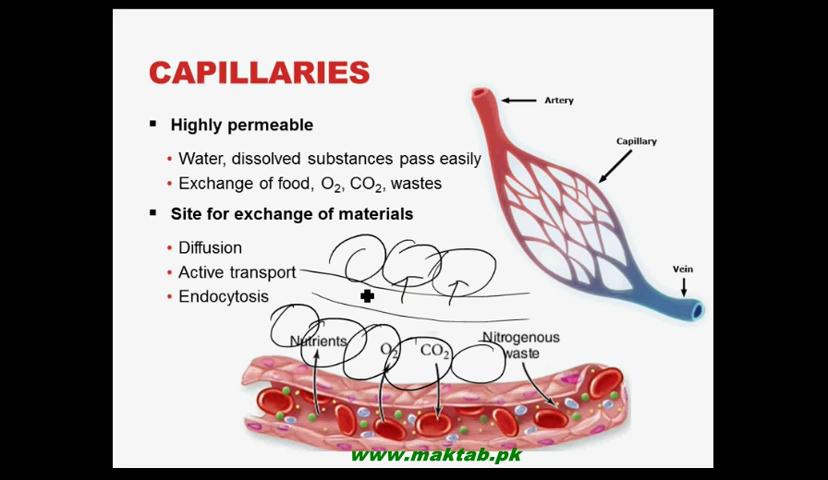 CAPILLARIES
Artery
▪ Highly permeable
Capillary
• Water, dissolved substances pass easily
• Exchange of food, O₂, CO₂, wastes
▪ Site for exchange of materials
• Diffusion
• Active transport
Vein
• Endocytosis
Nutrients
O₂
CO₂
Nitrogenous
waste
www.maktab.pk